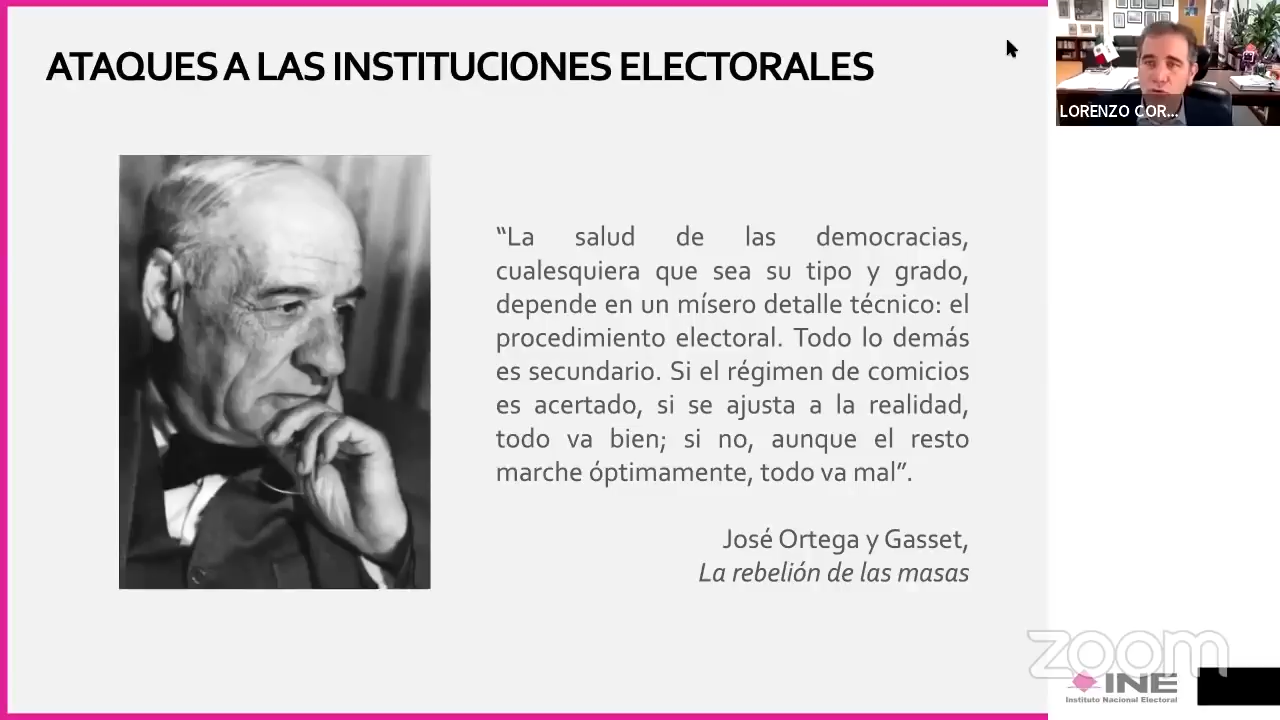 ATAQUES A LAS INSTITUCIONES ELECTORALES
LORENZO COR...
“La salud de las democracias,
cualesquiera que sea su tipo y grado,
depende en un mísero detalle técnico: el
procedimiento electoral. Todo lo demás
es secundario. Si el régimen de comicios
es acertado, si se ajusta a la realidad,
todo va bien; si no, aunque el resto
marche óptimamente, todo va mal”.
José Ortega y Gasset,
La rebelión de las masas
zoom
INE
Instituto Nacional Electoral